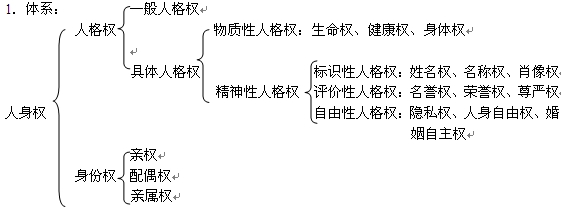 1. 体系：
人格权
一般人格权
具体人格权
物质性人格权：生命权、健康权、身体权
精神性人格权
标识性人格权：姓名权、名称权、肖像权
评价性人格权：名誉权、荣誉权、尊严权
自由性人格权：隐私权、人身自由权、婚
姻自主权
人身权
身份权
亲权
配偶权
亲属权